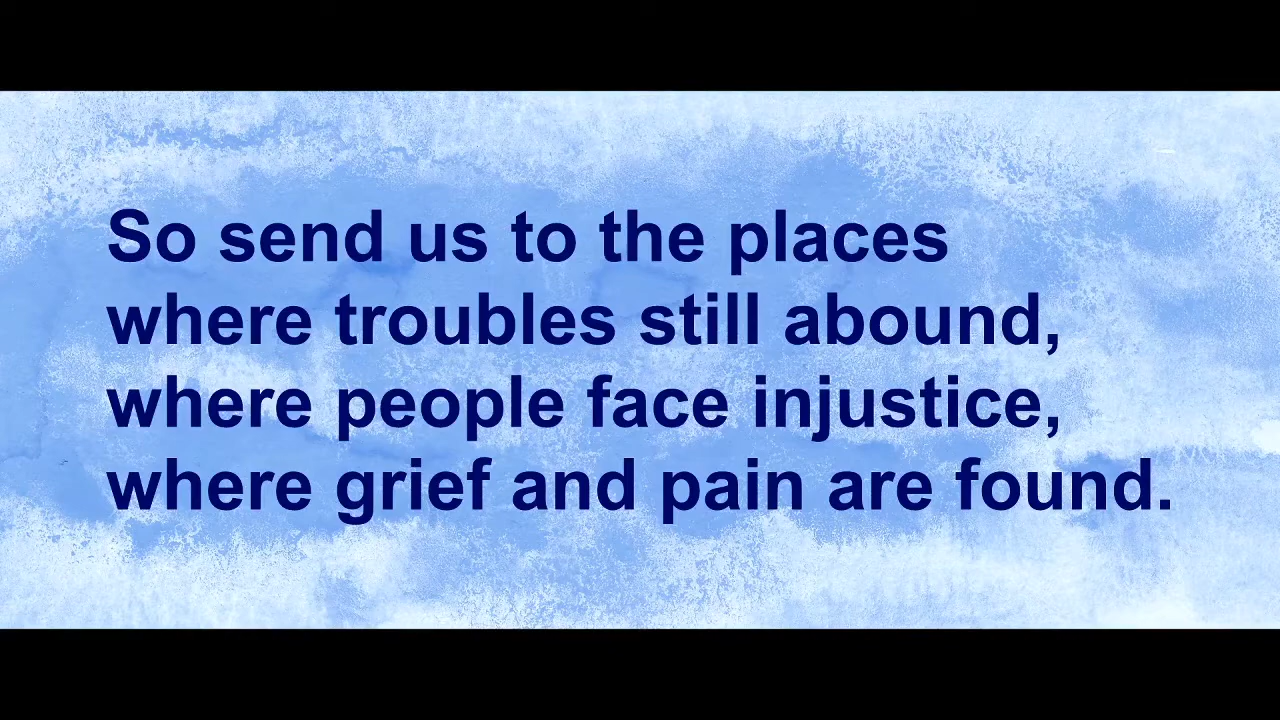 So send us to the places
where troubles still abound,
where people face injustice,
where grief and pain are found.